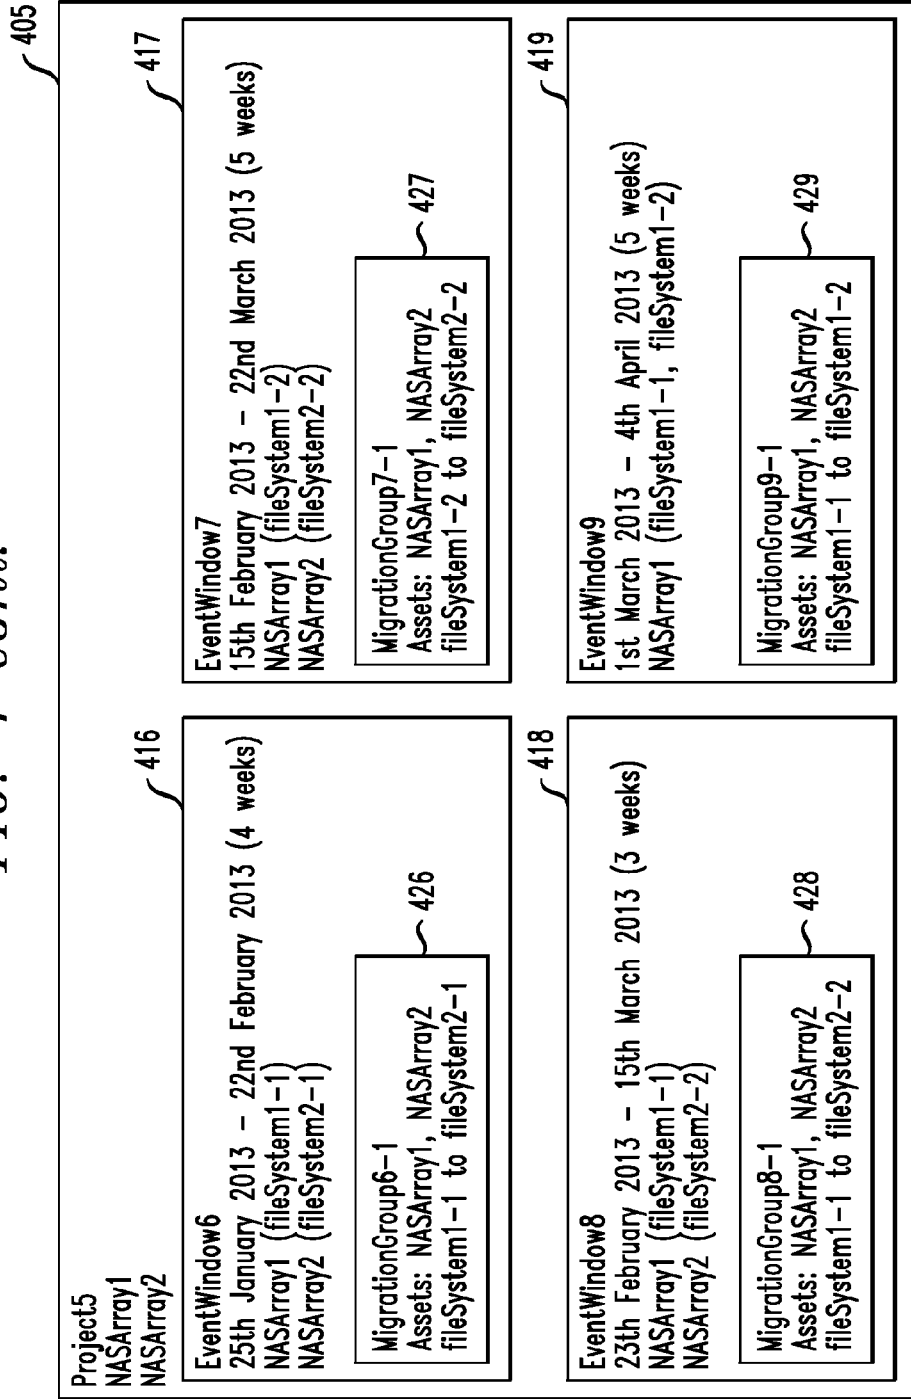 405
Project5
NASArray1
NASArray2
416
EventWindow6
25th January 2013 - 22nd February 2013 (4 weeks)
NASArray1 (fileSystem1-1)
NASArray2 (fileSystem2-1)
426
MigrationGroup6-1
Assets: NASArray1, NASArray2
fileSystem1-1 to fileSystem2-1
417
EventWindow7
15th February 2013 - 22nd March 2013 (5 weeks)
NASArray1 (fileSystem1-2)
NASArray2 (fileSystem2-2)
427
MigrationGroup7-1
Assets: NASArray1, NASArray2
fileSystem1-2 to fileSystem2-2
418
EventWindow8
23th February 2013 - 15th March 2013 (3 weeks)
NASArray1 (fileSystem1-1)
NASArray2 (fileSystem2-2)
428
MigrationGroup8-1
Assets: NASArray1, NASArray2
fileSystem1-1 to fileSystem2-2
419
EventWindow9
1st March 2013 - 4th April 2013 (5 weeks)
NASArray1 (fileSystem1-1, fileSystem1-2)
429
MigrationGroup9-1
Assets: NASArray1, NASArray2
fileSystem1-1 to fileSystem1-2